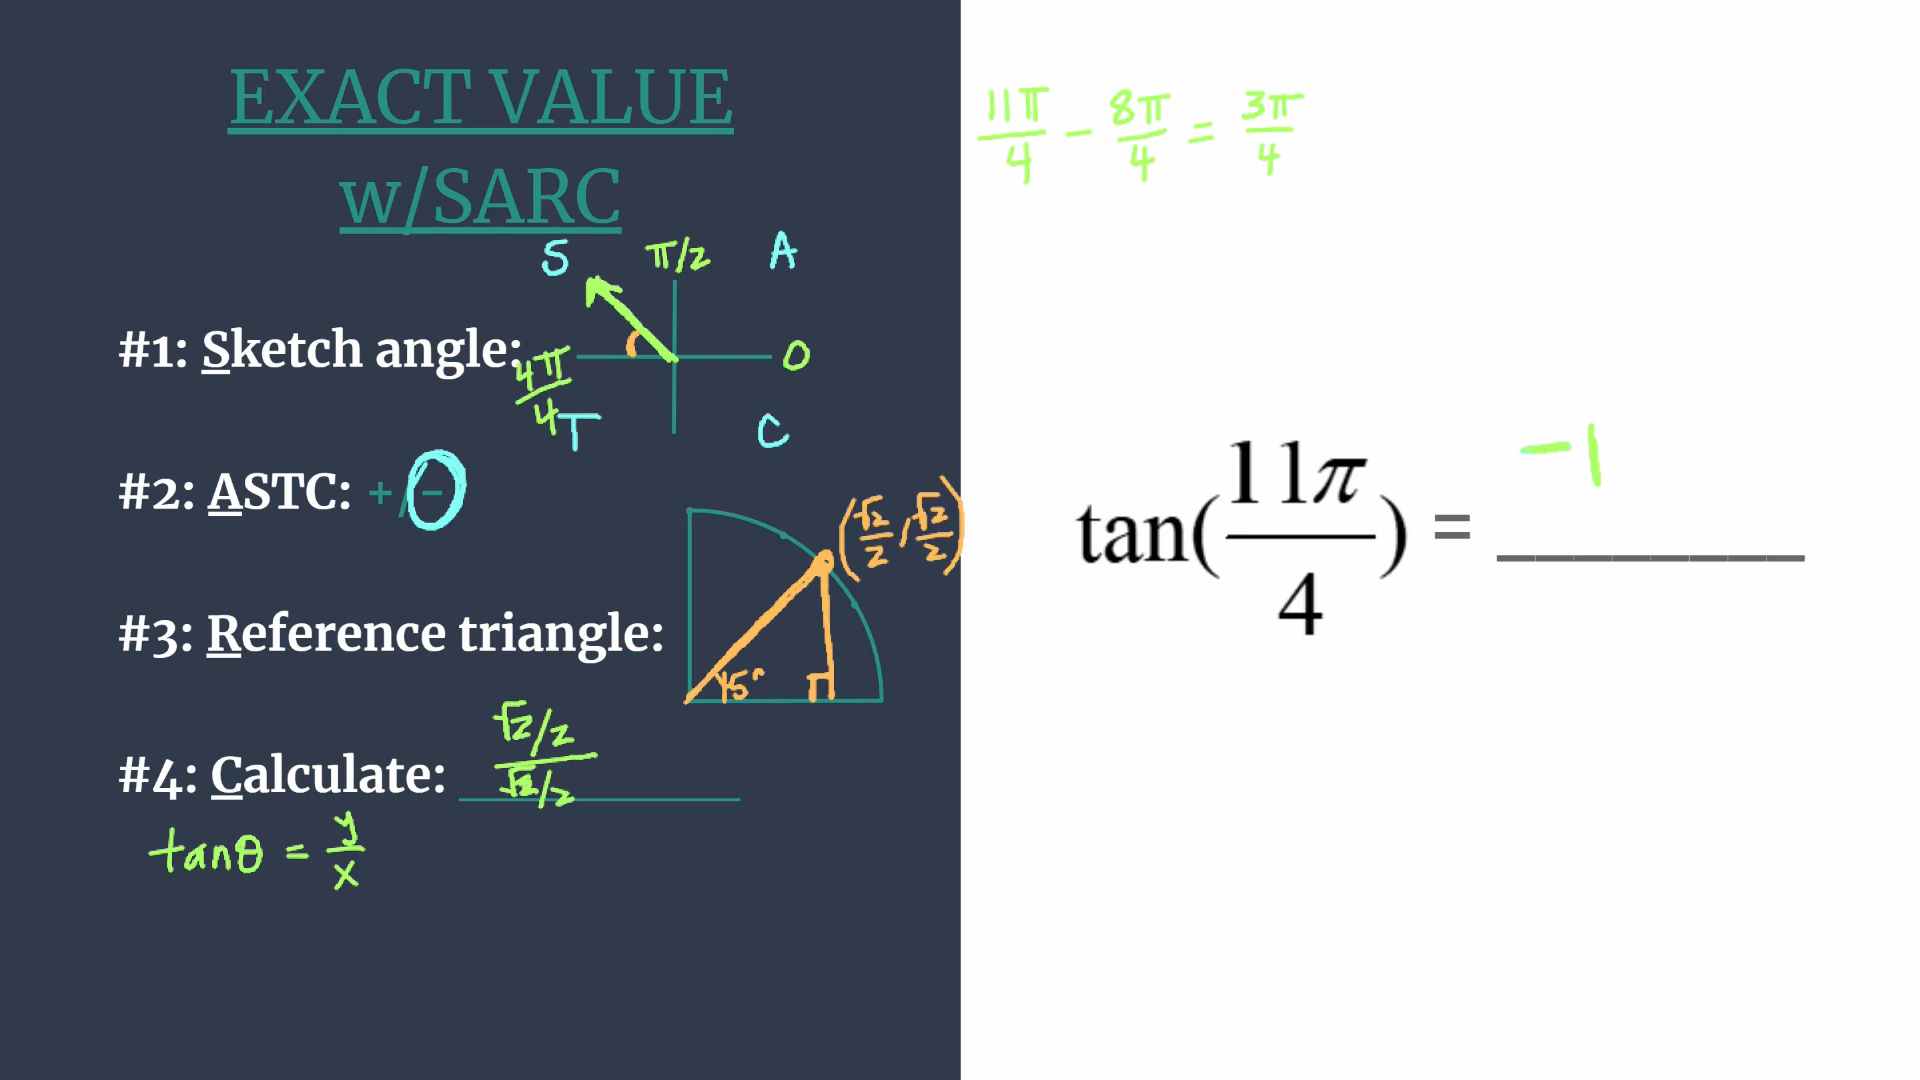 EXACT VALUE
w/SARC
S π/2 A
#1: Sketch angle:
0
4π/4
T C
#2: ASTC: +/-
(√2/2, √2/2)
#3: Reference triangle:
45°
#4: Calculate: √2/2 / √2/2
tanθ = y/x
11π/4 - 8π/4 = 3π/4
tan(11π/4) = -1